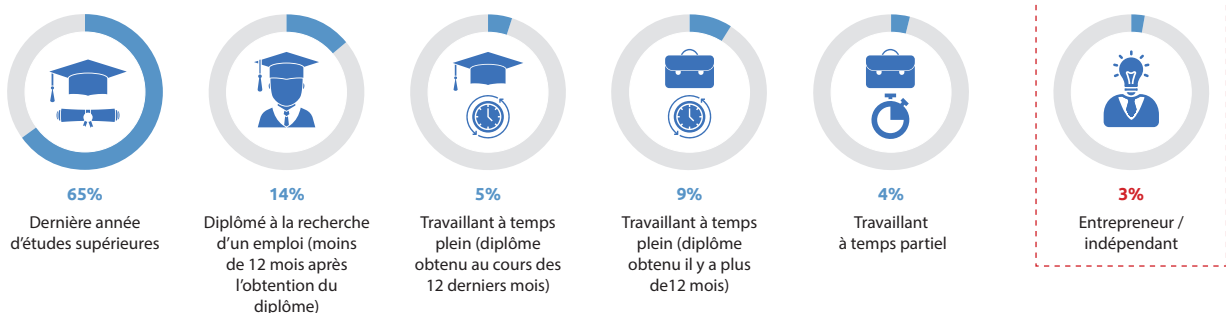 65%
Dernière année
d'études supérieures
14%
Diplômé à la recherche
d'un emploi (moins
de 12 mois après
l'obtention du
diplôme)
5%
Travaillant à temps
plein (diplôme
obtenu au cours des
12 derniers mois)
9%
Travaillant à temps
plein (diplôme
obtenu il y a plus
de12 mois)
4%
Travaillant
à temps partiel
3%
Entrepreneur /
indépendant